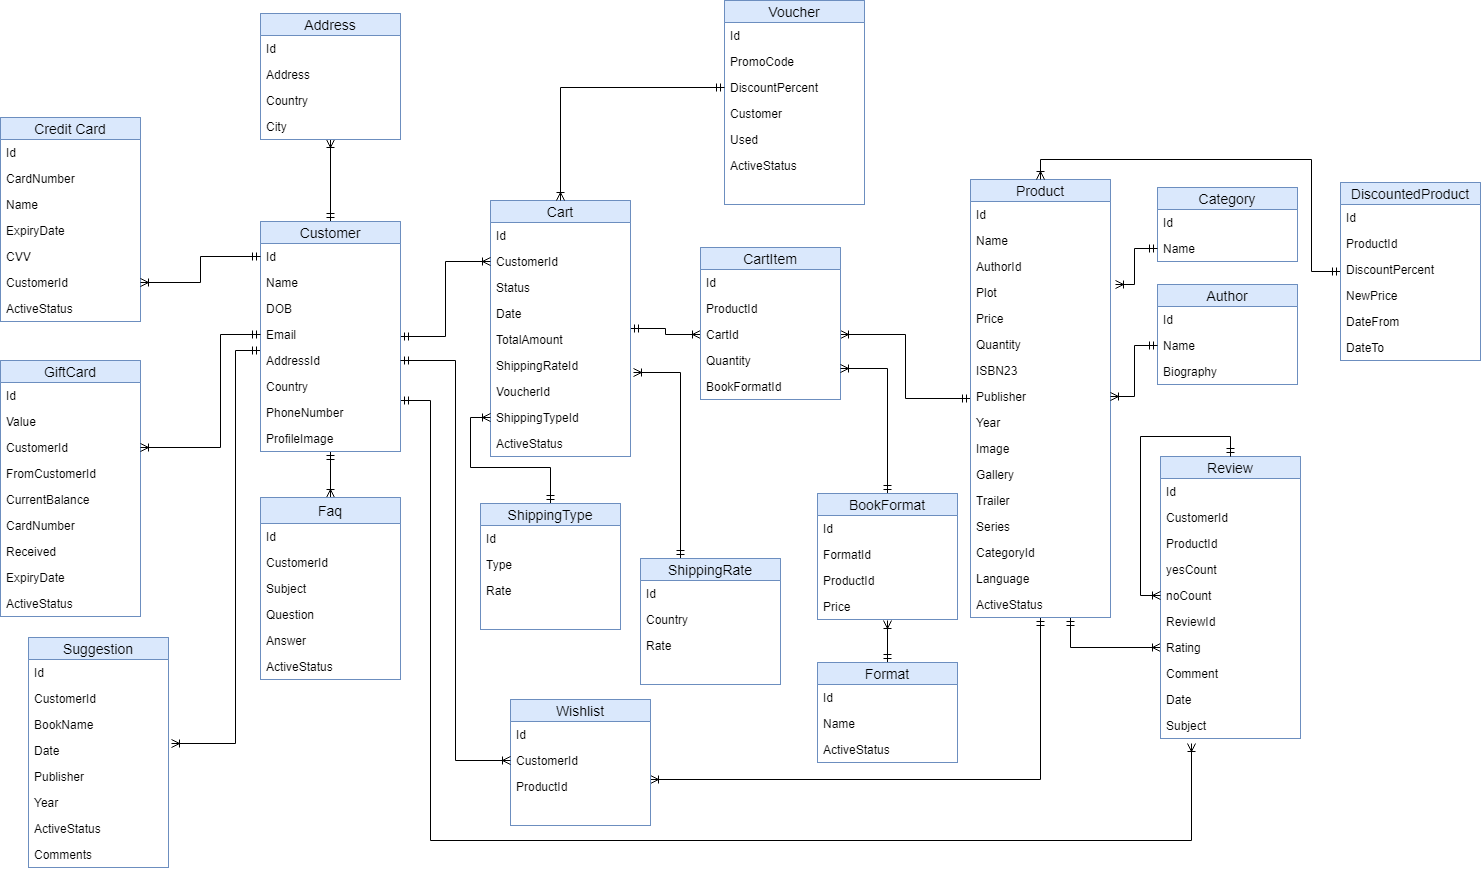 Address
Id
Address
Country
City
Voucher
Id
PromoCode
DiscountPercent
Customer
Used
ActiveStatus
Credit Card
Id
CardNumber
Name
ExpiryDate
CVV
CustomerId
ActiveStatus
Customer
Id
Name
DOB
Email
AddressId
Country
PhoneNumber
ProfileImage
Cart
Id
CustomerId
Status
Date
TotalAmount
ShippingRateId
VoucherId
ShippingTypeId
ActiveStatus
CartItem
Id
ProductId
CartId
Quantity
BookFormatId
Product
Id
Name
AuthorId
Plot
Price
Quantity
ISBN23
Publisher
Year
Image
Gallery
Trailer
Series
CategoryId
Language
ActiveStatus
Category
Id
Name
Author
Id
Name
Biography
DiscountedProduct
Id
ProductId
DiscountPercent
NewPrice
DateFrom
DateTo
GiftCard
Id
Value
CustomerId
FromCustomerId
CurrentBalance
CardNumber
Received
ExpiryDate
ActiveStatus
Faq
Id
CustomerId
Subject
Question
Answer
ActiveStatus
ShippingType
Id
Type
Rate
ShippingRate
Id
Country
Rate
BookFormat
Id
FormatId
ProductId
Price
Review
Id
CustomerId
ProductId
yesCount
noCount
ReviewId
Rating
Comment
Date
Subject
Suggestion
Id
CustomerId
BookName
Date
Publisher
Year
ActiveStatus
Comments
Wishlist
Id
CustomerId
ProductId
Format
Id
Name
ActiveStatus